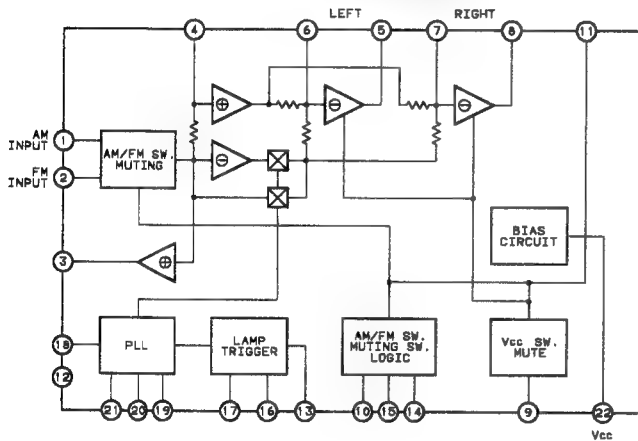 LEFT RIGHT
4 6 5 7 8 11
AM
INPUT
1
FM
INPUT
2
AM/FM SW.
MUTING
3
BIAS
CIRCUIT
18
PLL
LAMP
TRIGGER
AM/FM SW.
MUTING SW.
LOGIC
Vcc SW.
MUTE
12
21 20 19 17 16 13 10 15 14 9 22
Vcc